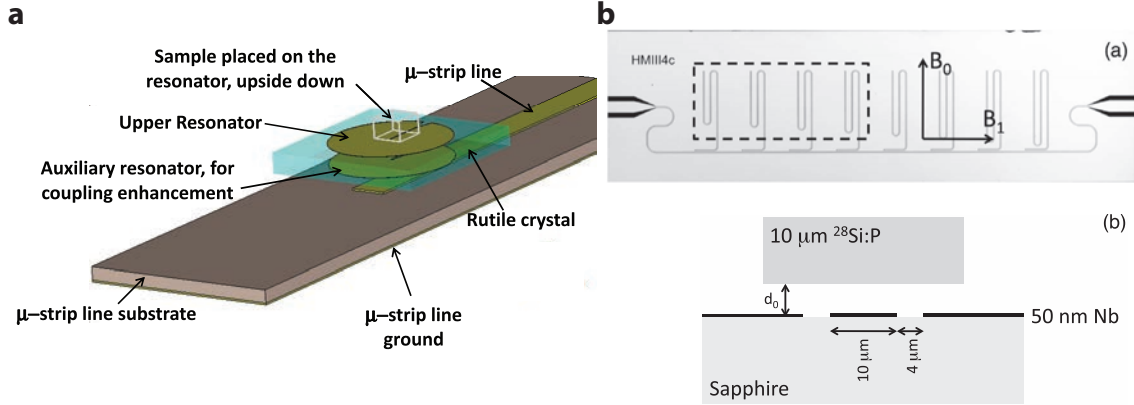 a
Sample placed on the
resonator, upside down
μ–strip line
Upper Resonator
Auxiliary resonator, for
coupling enhancement
Rutile crystal
μ–strip line substrate
μ–strip line
ground
b
(a)
HMIII4c
B₀
B₁
(b)
10 μm ²⁸Si:P
d₀
50 nm Nb
10 μm
4 μm
Sapphire